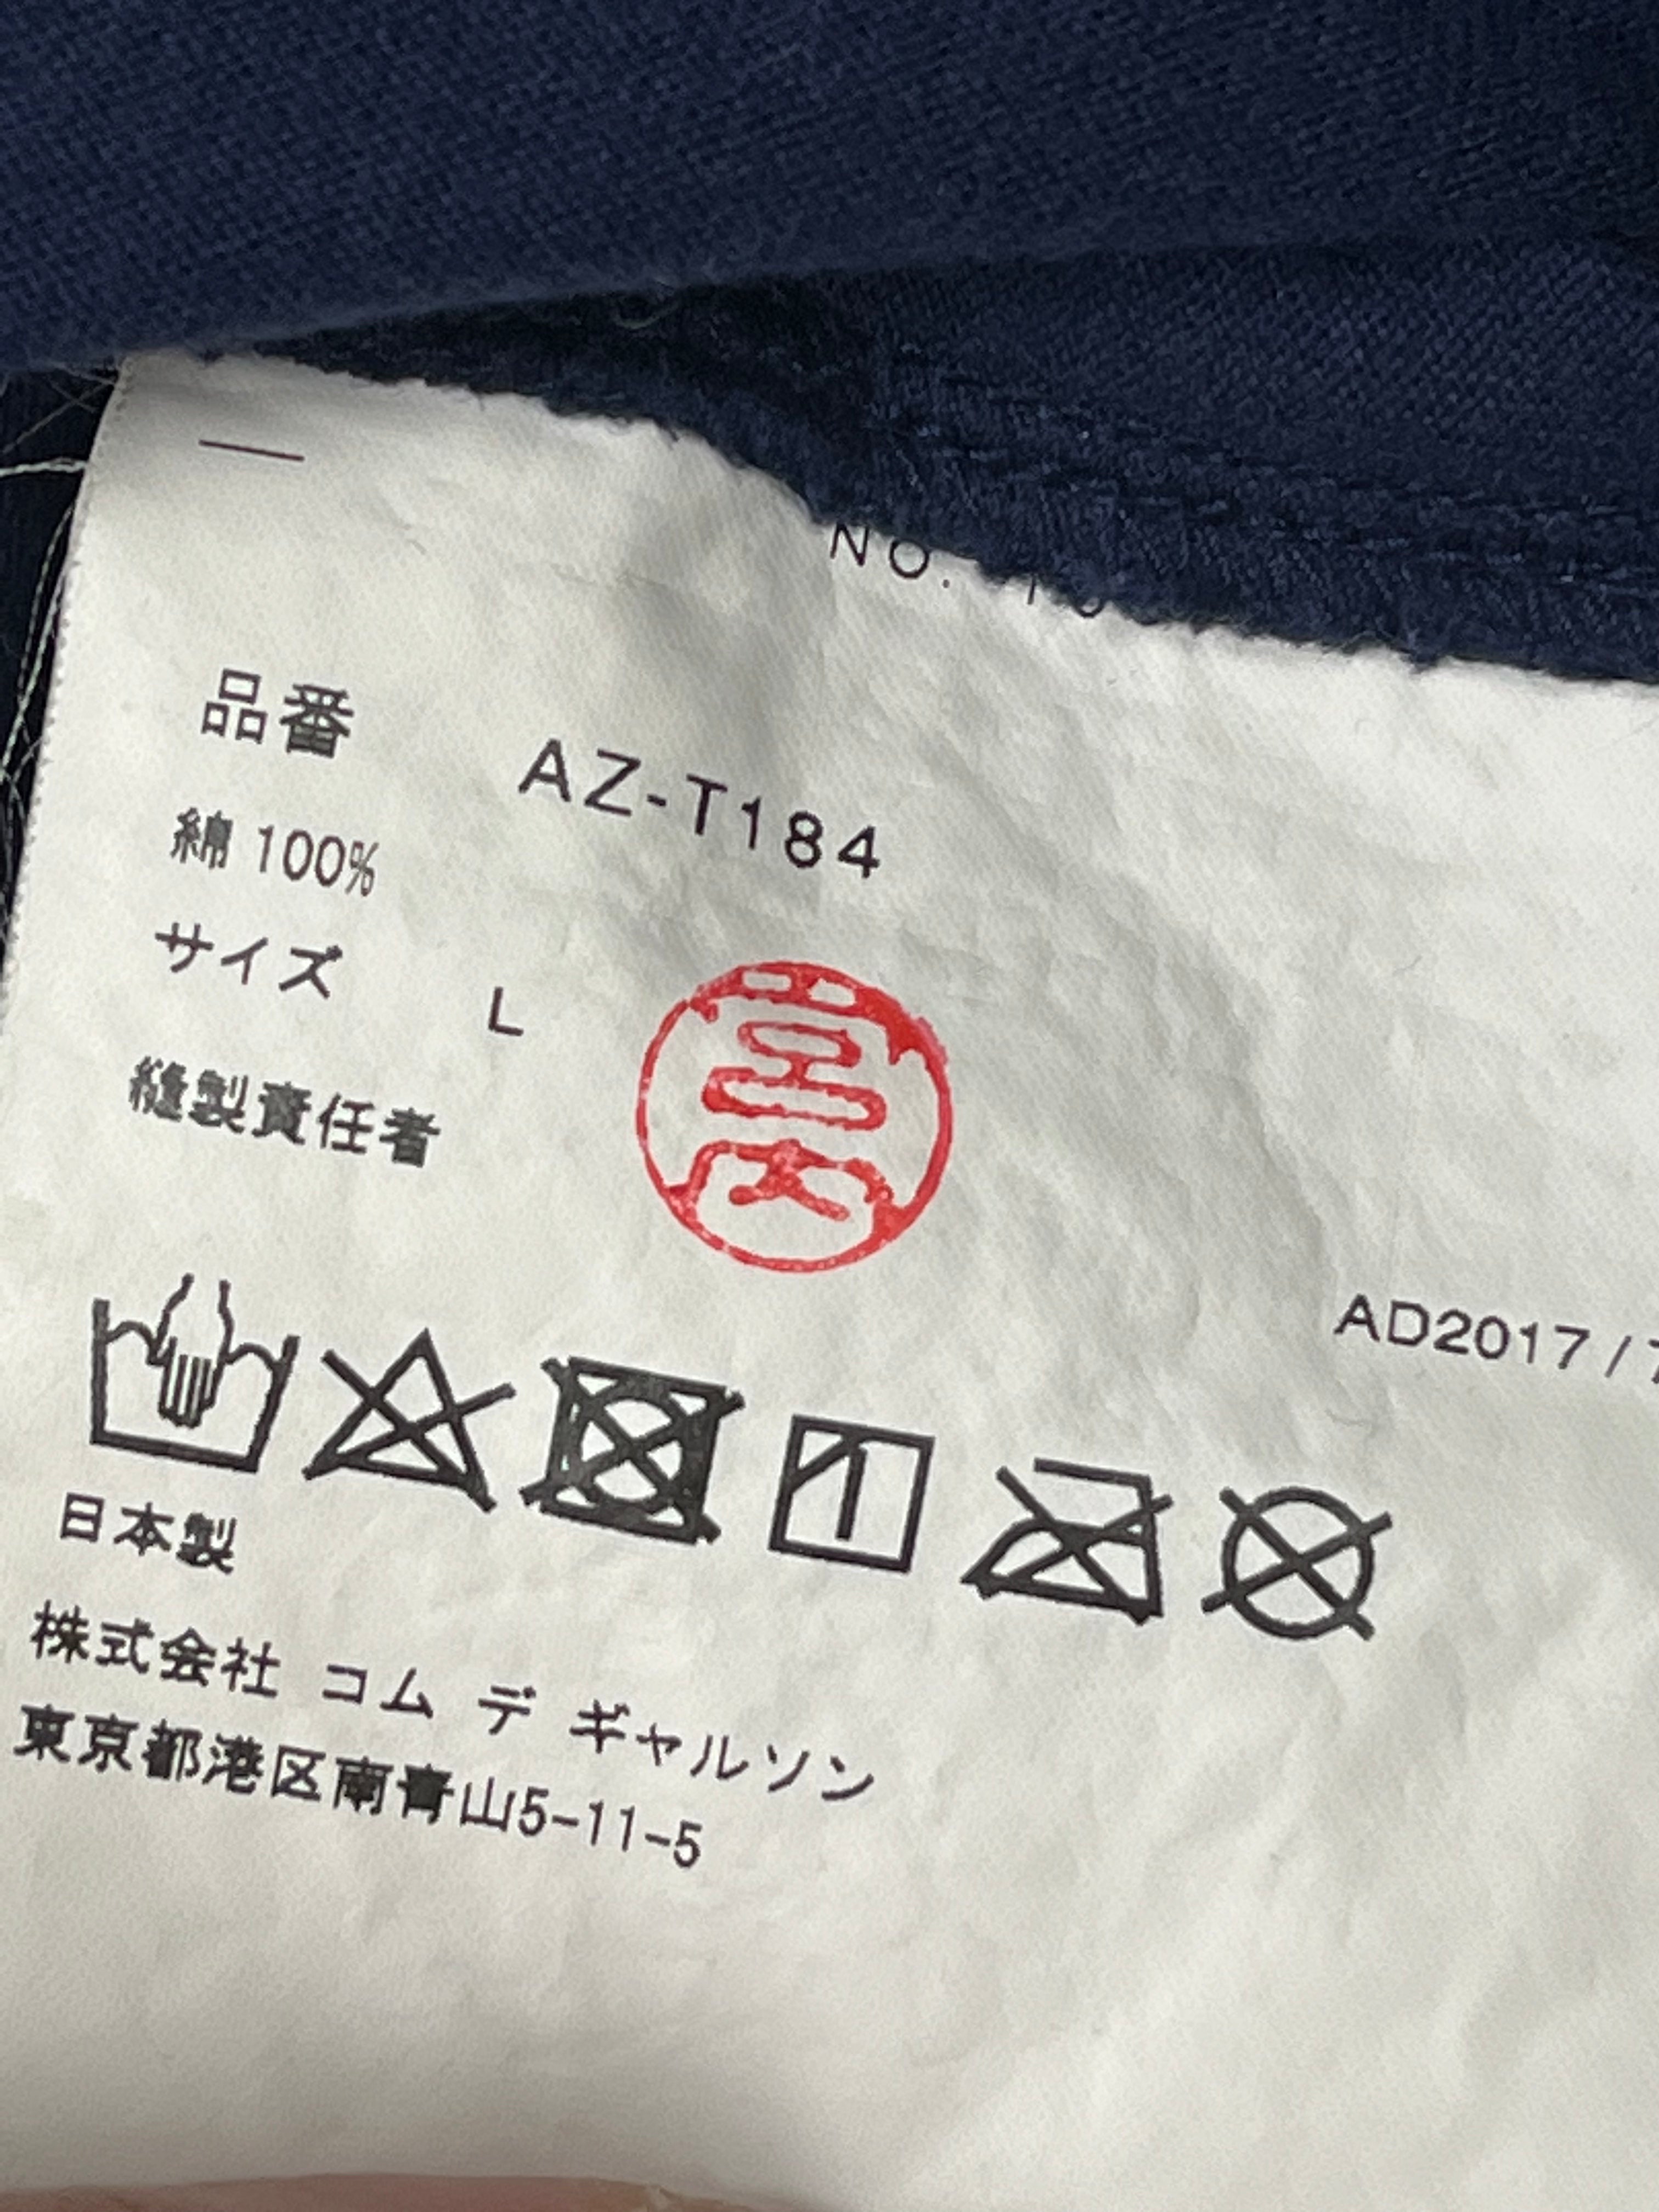 NO.
品番 AZ-T184
綿 100%
サイズ L
縫製責任者 宮内
AD2017 /
日本製
株式会社 コム デ ギャルソン
東京都港区南青山5-11-5